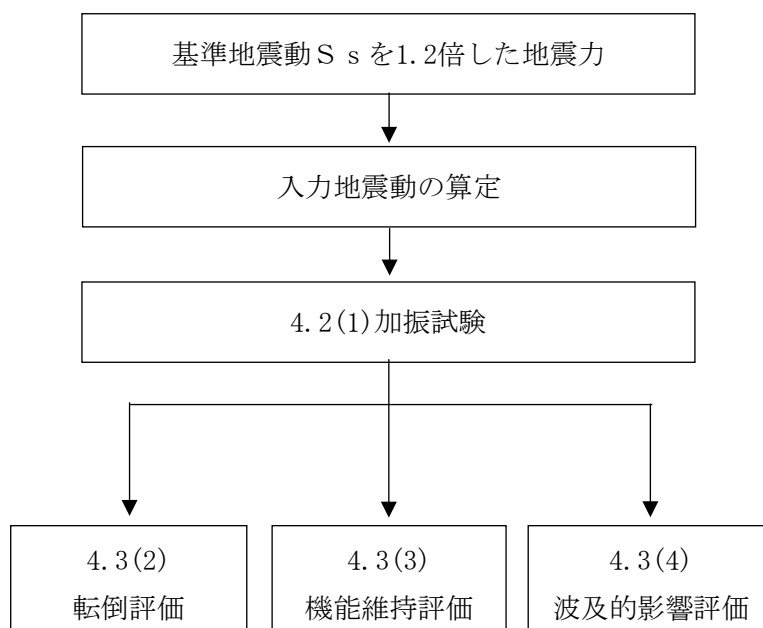 基準地震動Ｓｓを1.2倍した地震力
入力地震動の算定
4.2(1)加振試験
4.3(2)
転倒評価
4.3(3)
機能維持評価
4.3(4)
波及的影響評価